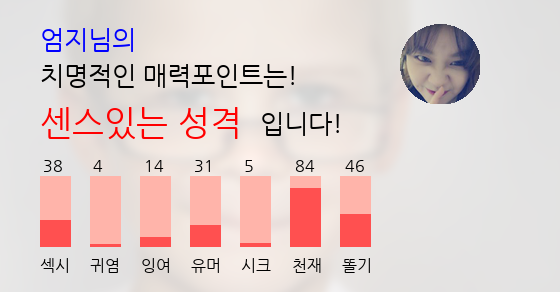 엄지님의
치명적인 매력포인트는!
센스있는 성격 입니다!
38 4 14 31 5 84 46
섹시 귀염 잉여 유머 시크 천재 똘기